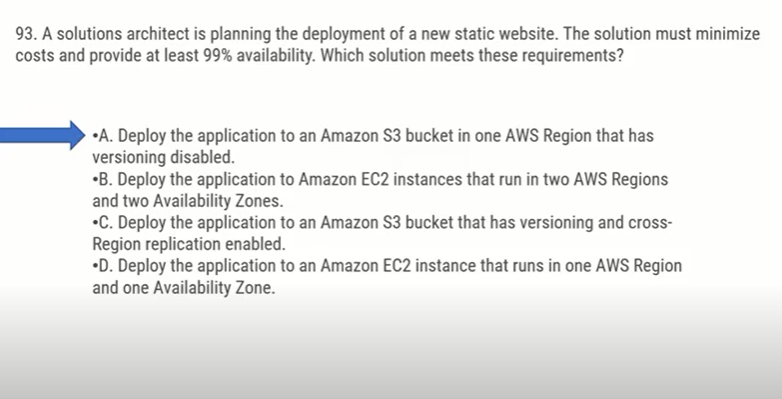 93. A solutions architect is planning the deployment of a new static website. The solution must minimize
costs and provide at least 99% availability. Which solution meets these requirements?
•A. Deploy the application to an Amazon S3 bucket in one AWS Region that has
versioning disabled.
•B. Deploy the application to Amazon EC2 instances that run in two AWS Regions
and two Availability Zones.
•C. Deploy the application to an Amazon S3 bucket that has versioning and cross-
Region replication enabled.
•D. Deploy the application to an Amazon EC2 instance that runs in one AWS Region
and one Availability Zone.